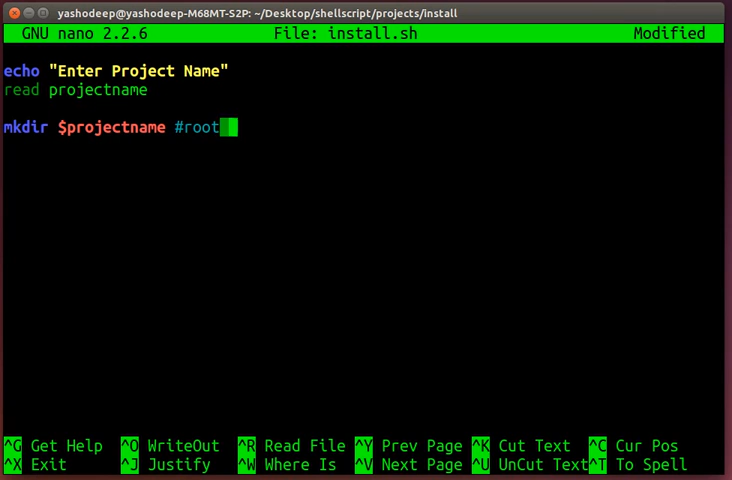 yashodeep@yashodeep-M68MT-S2P: ~/Desktop/shellscript/projects/install
GNU nano 2.2.6 File: install.sh Modified
echo "Enter Project Name"
read projectname
mkdir $projectname #root
^G Get Help ^O WriteOut ^R Read File ^Y Prev Page ^K Cut Text ^C Cur Pos
^X Exit ^J Justify ^W Where Is ^V Next Page ^U UnCut Text ^T To Spell